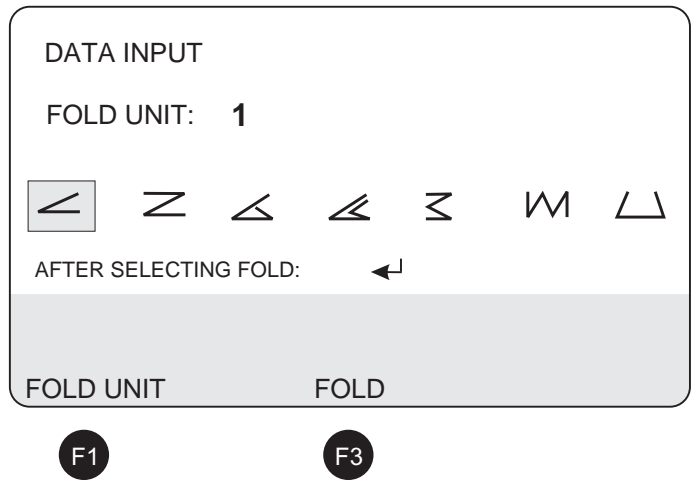 DATA INPUT
FOLD UNIT: 1
AFTER SELECTING FOLD:
FOLD UNIT FOLD
F1 F3